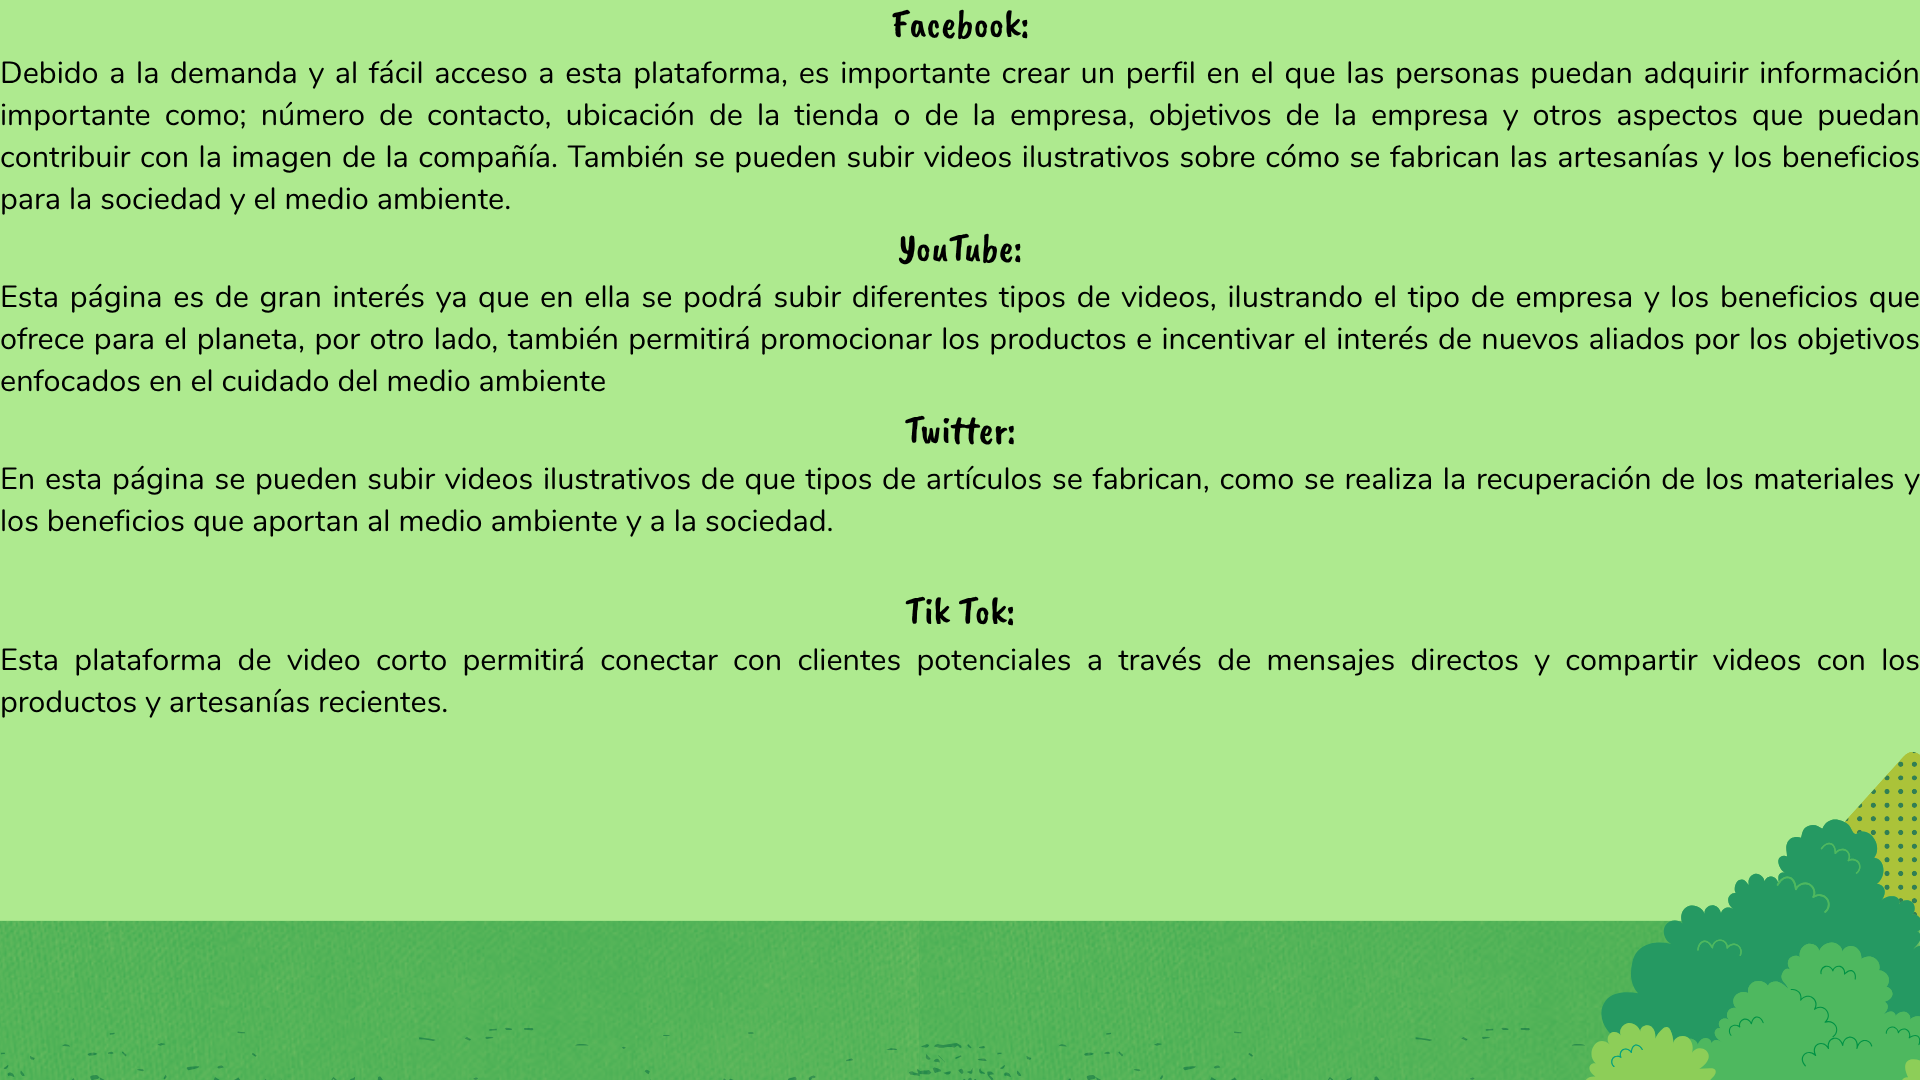 Facebook:
Debido a la demanda y al fácil acceso a esta plataforma, es importante crear un perfil en el que las personas puedan adquirir información
importante como; número de contacto, ubicación de la tienda o de la empresa, objetivos de la empresa y otros aspectos que puedan
contribuir con la imagen de la compañía. También se pueden subir videos ilustrativos sobre cómo se fabrican las artesanías y los beneficios
para la sociedad y el medio ambiente.
YouTube:
Esta página es de gran interés ya que en ella se podrá subir diferentes tipos de videos, ilustrando el tipo de empresa y los beneficios que
ofrece para el planeta, por otro lado, también permitirá promocionar los productos e incentivar el interés de nuevos aliados por los objetivos
enfocados en el cuidado del medio ambiente
Twitter:
En esta página se pueden subir videos ilustrativos de que tipos de artículos se fabrican, como se realiza la recuperación de los materiales y
los beneficios que aportan al medio ambiente y a la sociedad.
Tik Tok:
Esta plataforma de video corto permitirá conectar con clientes potenciales a través de mensajes directos y compartir videos con los
productos y artesanías recientes.